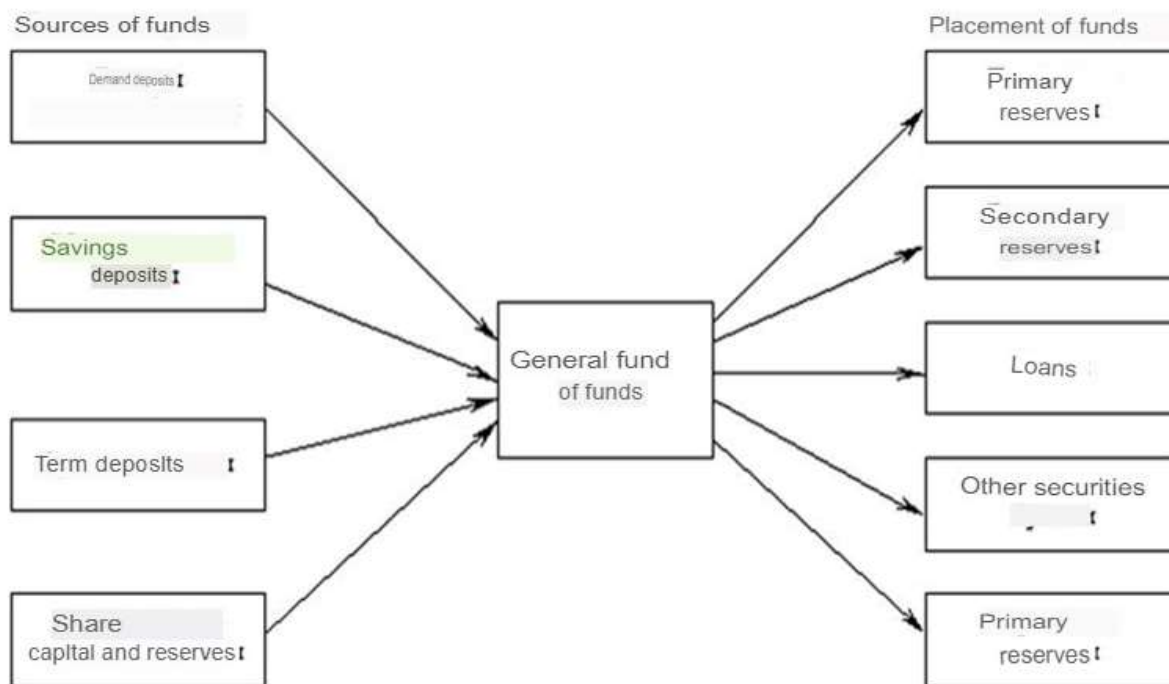 Sources of funds
Demand deposits
Savings
deposits
Term deposits
Share
capital and reserves
General fund
of funds
Placement of funds
Primary
reserves
Secondary
reserves
Loans
Other securities
Primary
reserves